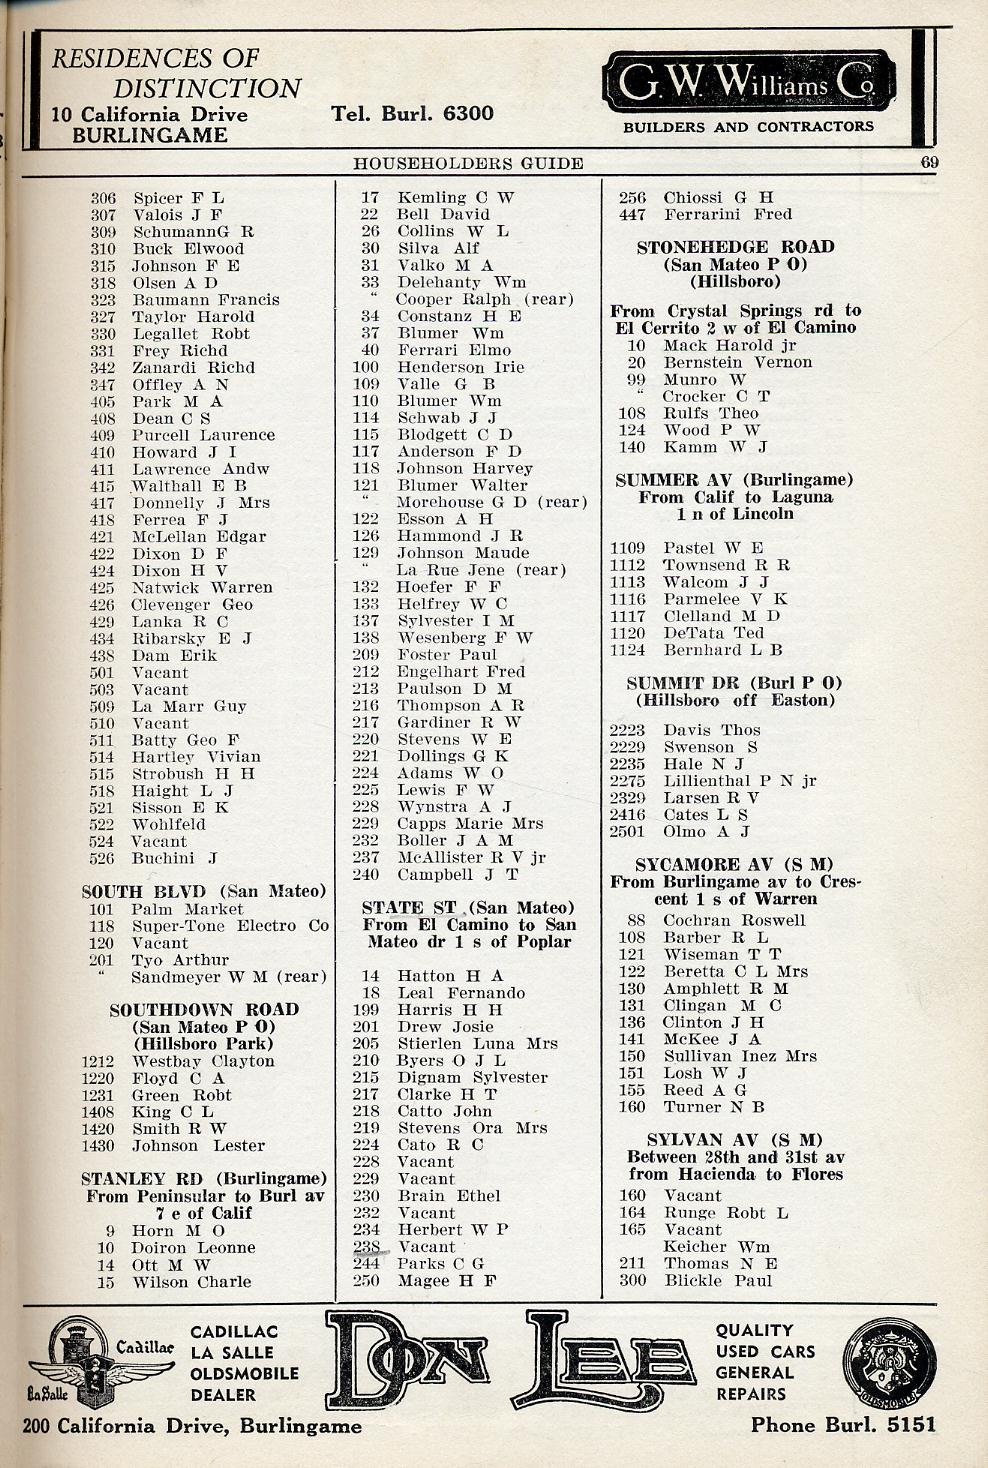 RESIDENCES OF
DISTINCTION
10 California Drive
BURLINGAME
Tel. Burl. 6300
G. W. Williams Co.
BUILDERS AND CONTRACTORS
HOUSEHOLDERS GUIDE 69
306 Spicer F L
307 Valois J F
309 SchumannG R
310 Buck Elwood
315 Johnson F E
318 Olsen A D
323 Baumann Francis
327 Taylor Harold
330 Legallet Robt
331 Frey Richd
342 Zanardi Richd
347 Offley A N
405 Park M A
408 Dean C S
409 Purcell Laurence
410 Howard J I
411 Lawrence Andw
415 Walthall E B
417 Donnelly J Mrs
418 Ferrea F J
421 McLellan Edgar
422 Dixon D F
424 Dixon H V
425 Natwick Warren
426 Clevenger Geo
429 Lanka R C
434 Ribarsky E J
438 Dam Erik
501 Vacant
503 Vacant
509 La Marr Guy
510 Vacant
511 Batty Geo F
514 Hartley Vivian
515 Strobush H H
518 Haight L J
521 Sisson E K
522 Wohlfeld
524 Vacant
526 Buchini J
SOUTH BLVD (San Mateo)
101 Palm Market
118 Super-Tone Electro Co
120 Vacant
201 Tyo Arthur
" Sandmeyer W M (rear)
SOUTHDOWN ROAD
(San Mateo P O)
(Hillsboro Park)
1212 Westbay Clayton
1220 Floyd C A
1231 Green Robt
1408 King C L
1420 Smith R W
1430 Johnson Lester
STANLEY RD (Burlingame)
From Peninsular to Burl av
7 e of Calif
9 Horn M O
10 Doiron Leonne
14 Ott M W
15 Wilson Charle
17 Kemling C W
22 Bell David
26 Collins W L
30 Silva Alf
31 Valko M A
33 Delehanty Wm
" Cooper Ralph (rear)
34 Constanz H E
37 Blumer Wm
40 Ferrari Elmo
100 Henderson Irie
109 Valle G B
110 Blumer Wm
114 Schwab J J
115 Blodgett C D
117 Anderson F D
118 Johnson Harvey
121 Blumer Walter
" Morehouse G D (rear)
122 Esson A H
126 Hammond J R
129 Johnson Maude
" La Rue Jene (rear)
132 Hoefer F F
133 Helfrey W C
137 Sylvester I M
138 Wesenberg F W
209 Foster Paul
212 Engelhart Fred
213 Paulson D M
216 Thompson A R
217 Gardiner R W
220 Stevens W E
221 Dollings G K
224 Adams W O
225 Lewis F W
228 Wynstra A J
229 Capps Marie Mrs
232 Boller J A M
237 McAllister R V jr
240 Campbell J T
STATE ST (San Mateo)
From El Camino to San
Mateo dr 1 s of Poplar
14 Hatton H A
18 Leal Fernando
199 Harris H H
201 Drew Josie
205 Stierlen Luna Mrs
210 Byers O J L
215 Dignam Sylvester
217 Clarke H T
218 Catto John
219 Stevens Ora Mrs
224 Cato R C
228 Vacant
229 Vacant
230 Brain Ethel
232 Vacant
234 Herbert W P
238 Vacant
244 Parks C G
250 Magee H F
256 Chiossi G H
447 Ferrarini Fred
STONEHEDGE ROAD
(San Mateo P O)
(Hillsboro)
From Crystal Springs rd to
El Cerrito 2 w of El Camino
10 Mack Harold jr
20 Bernstein Vernon
99 Munro W
" Crocker C T
108 Rulfs Theo
124 Wood P W
140 Kamm W J
SUMMER AV (Burlingame)
From Calif to Laguna
1 n of Lincoln
1109 Pastel W E
1112 Townsend R R
1113 Walcom J J
1116 Parmelee V K
1117 Clelland M D
1120 DeTata Ted
1124 Bernhard L B
SUMMIT DR (Burl P O)
(Hillsboro off Easton)
2223 Davis Thos
2229 Swenson S
2235 Hale N J
2275 Lillienthal P N jr
2329 Larsen R V
2416 Cates L S
2501 Olmo A J
SYCAMORE AV (S M)
From Burlingame av to Cres-
cent 1 s of Warren
88 Cochran Roswell
108 Barber R L
121 Wiseman T T
122 Beretta C L Mrs
130 Amphlett R M
131 Clingan M C
136 Clinton J H
141 McKee J A
150 Sullivan Inez Mrs
151 Losh W J
155 Reed A G
160 Turner N B
SYLVAN AV (S M)
Between 28th and 31st av
from Hacienda to Flores
160 Vacant
164 Runge Robt L
165 Vacant
Keicher Wm
211 Thomas N E
300 Blickle Paul
Cadillac
La Salle
CADILLAC
LA SALLE
OLDSMOBILE
DEALER
DON LEE
QUALITY
USED CARS
GENERAL
REPAIRS
OLDSMOBILE
200 California Drive, Burlingame
Phone Burl. 5151